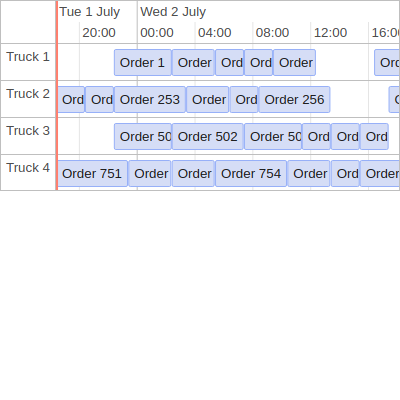 Tue 1 July Wed 2 July
20:00 00:00 04:00 08:00 12:00 16:00
Truck 1 Order 1 Order Ord Ord Order Ord
Truck 2 Ord Ord Order 253 Order Ord Order 256
Truck 3 Order 50 Order 502 Order 50 Ord Ord Ord
Truck 4 Order 751 Order Order Order 754 Order Ord Order